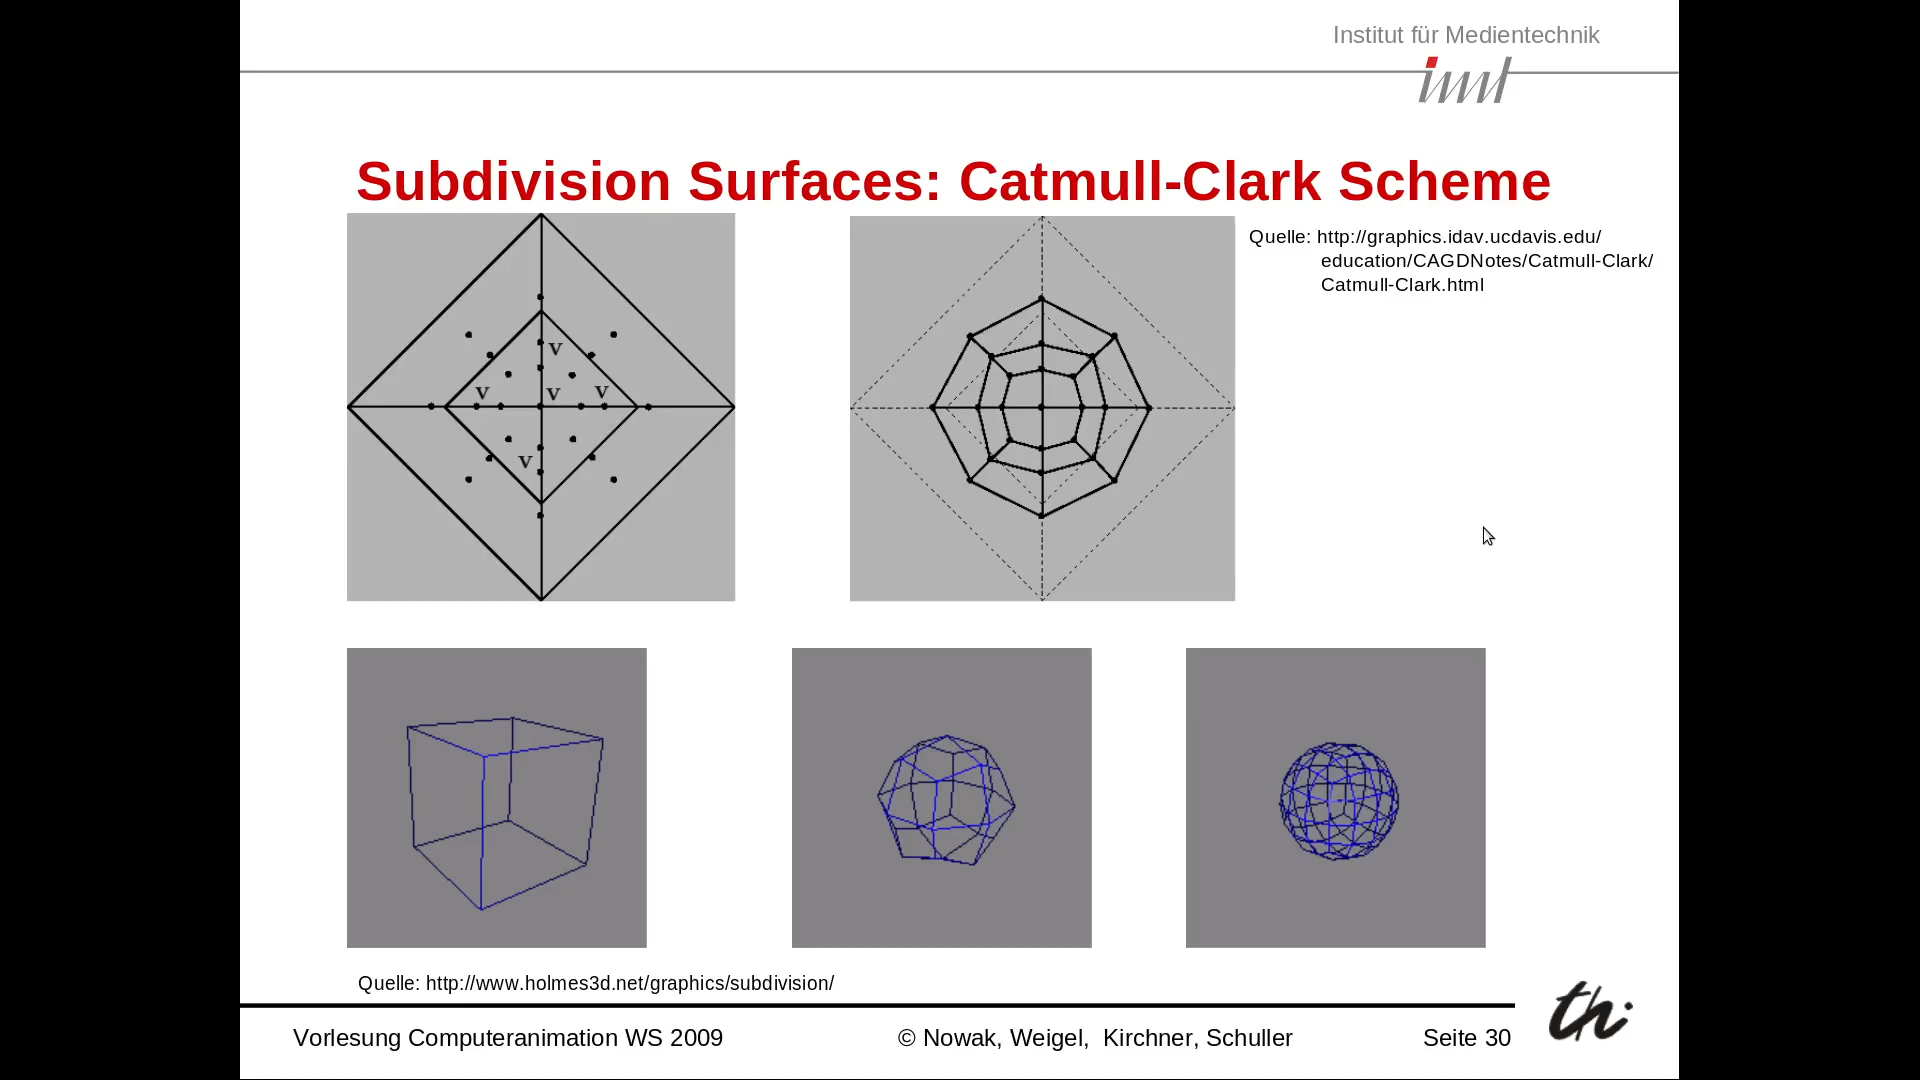 Institut für Medientechnik
Subdivision Surfaces: Catmull-Clark Scheme
Quelle: http://graphics.idav.ucdavis.edu/
education/CAGDNotes/Catmull-Clark/
Catmull-Clark.html
V
V V V
V
Quelle: http://www.holmes3d.net/graphics/subdivision/
th
Vorlesung Computeranimation WS 2009 © Nowak, Weigel, Kirchner, Schuller Seite 30